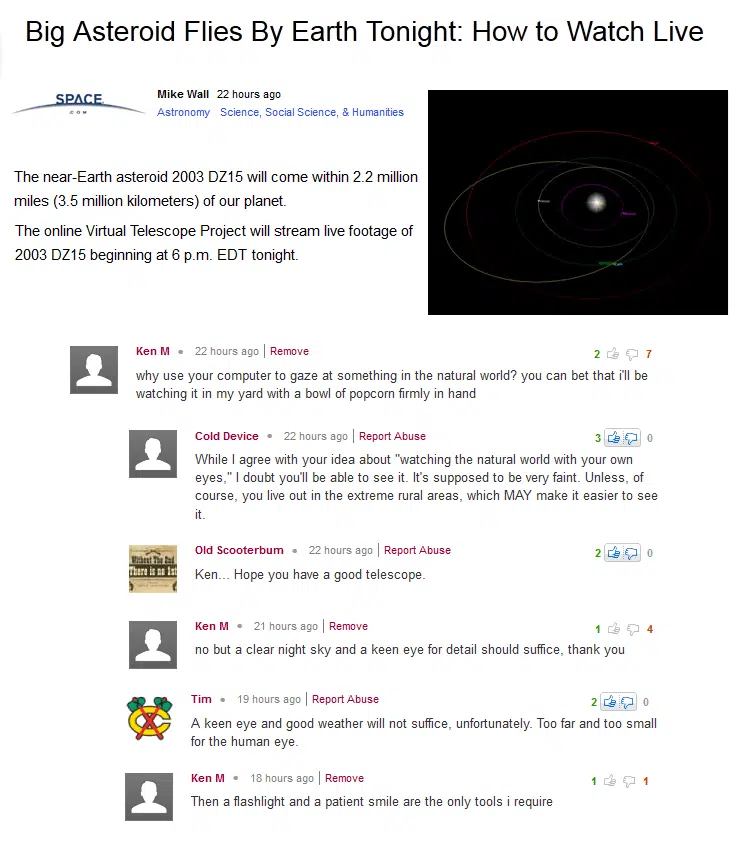 Big Asteroid Flies By Earth Tonight: How to Watch Live
SPACE
.COM
Mike Wall 22 hours ago
Astronomy Science, Social Science, & Humanities
The near-Earth asteroid 2003 DZ15 will come within 2.2 million
miles (3.5 million kilometers) of our planet.
The online Virtual Telescope Project will stream live footage of
2003 DZ15 beginning at 6 p.m. EDT tonight.
Ken M • 22 hours ago | Remove
2 7
why use your computer to gaze at something in the natural world? you can bet that i'll be
watching it in my yard with a bowl of popcorn firmly in hand
Cold Device • 22 hours ago | Report Abuse
3 0
While I agree with your idea about "watching the natural world with your own
eyes," I doubt you'll be able to see it. It's supposed to be very faint. Unless, of
course, you live out in the extreme rural areas, which MAY make it easier to see
it.
Without The 2nd
There is no 1st
Old Scooterbum • 22 hours ago | Report Abuse
2 0
Ken... Hope you have a good telescope.
Ken M • 21 hours ago | Remove
1 4
no but a clear night sky and a keen eye for detail should suffice, thank you
Tim • 19 hours ago | Report Abuse
2 0
A keen eye and good weather will not suffice, unfortunately. Too far and too small
for the human eye.
Ken M • 18 hours ago | Remove
1 1
Then a flashlight and a patient smile are the only tools i require